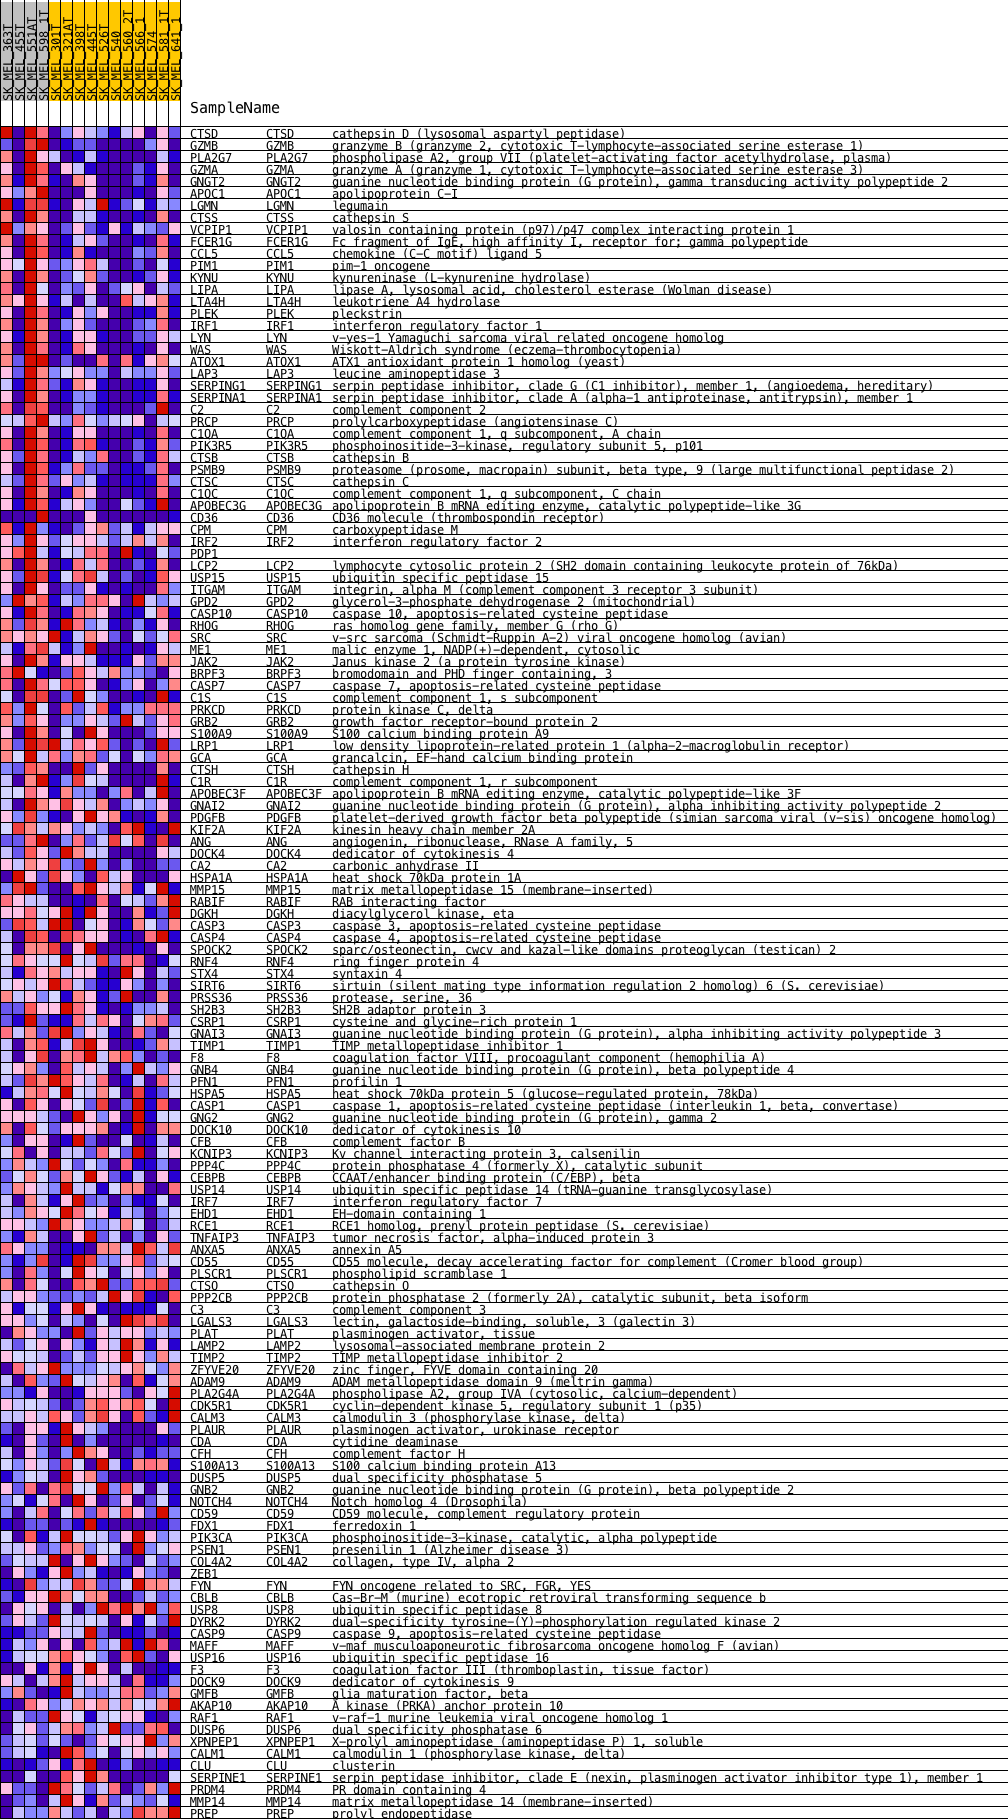 SK_MEL_363T
SK_MEL_455T
SK_MEL_551AT
SK_MEL_598_1T
SK_MEL_301T
SK_MEL_321AT
SK_MEL_398T
SK_MEL_445T
SK_MEL_526T
SK_MEL_540
SK_MEL_560_2T
SK_MEL_566_1
SK_MEL_574
SK_MEL_581_1T
SK_MEL_641_1
SampleName
CTSD CTSD cathepsin D (lysosomal aspartyl peptidase)
GZMB GZMB granzyme B (granzyme 2, cytotoxic T-lymphocyte-associated serine esterase 1)
PLA2G7 PLA2G7 phospholipase A2, group VII (platelet-activating factor acetylhydrolase, plasma)
GZMA GZMA granzyme A (granzyme 1, cytotoxic T-lymphocyte-associated serine esterase 3)
GNGT2 GNGT2 guanine nucleotide binding protein (G protein), gamma transducing activity polypeptide 2
APOC1 APOC1 apolipoprotein C-I
LGMN LGMN legumain
CTSS CTSS cathepsin S
VCPIP1 VCPIP1 valosin containing protein (p97)/p47 complex interacting protein 1
FCER1G FCER1G Fc fragment of IgE, high affinity I, receptor for; gamma polypeptide
CCL5 CCL5 chemokine (C-C motif) ligand 5
PIM1 PIM1 pim-1 oncogene
KYNU KYNU kynureninase (L-kynurenine hydrolase)
LIPA LIPA lipase A, lysosomal acid, cholesterol esterase (Wolman disease)
LTA4H LTA4H leukotriene A4 hydrolase
PLEK PLEK pleckstrin
IRF1 IRF1 interferon regulatory factor 1
LYN LYN v-yes-1 Yamaguchi sarcoma viral related oncogene homolog
WAS WAS Wiskott-Aldrich syndrome (eczema-thrombocytopenia)
ATOX1 ATOX1 ATX1 antioxidant protein 1 homolog (yeast)
LAP3 LAP3 leucine aminopeptidase 3
SERPING1 SERPING1 serpin peptidase inhibitor, clade G (C1 inhibitor), member 1, (angioedema, hereditary)
SERPINA1 SERPINA1 serpin peptidase inhibitor, clade A (alpha-1 antiproteinase, antitrypsin), member 1
C2 C2 complement component 2
PRCP PRCP prolylcarboxypeptidase (angiotensinase C)
C1QA C1QA complement component 1, q subcomponent, A chain
PIK3R5 PIK3R5 phosphoinositide-3-kinase, regulatory subunit 5, p101
CTSB CTSB cathepsin B
PSMB9 PSMB9 proteasome (prosome, macropain) subunit, beta type, 9 (large multifunctional peptidase 2)
CTSC CTSC cathepsin C
C1QC C1QC complement component 1, q subcomponent, C chain
APOBEC3G APOBEC3G apolipoprotein B mRNA editing enzyme, catalytic polypeptide-like 3G
CD36 CD36 CD36 molecule (thrombospondin receptor)
CPM CPM carboxypeptidase M
IRF2 IRF2 interferon regulatory factor 2
PDP1
LCP2 LCP2 lymphocyte cytosolic protein 2 (SH2 domain containing leukocyte protein of 76kDa)
USP15 USP15 ubiquitin specific peptidase 15
ITGAM ITGAM integrin, alpha M (complement component 3 receptor 3 subunit)
GPD2 GPD2 glycerol-3-phosphate dehydrogenase 2 (mitochondrial)
CASP10 CASP10 caspase 10, apoptosis-related cysteine peptidase
RHOG RHOG ras homolog gene family, member G (rho G)
SRC SRC v-src sarcoma (Schmidt-Ruppin A-2) viral oncogene homolog (avian)
ME1 ME1 malic enzyme 1, NADP(+)-dependent, cytosolic
JAK2 JAK2 Janus kinase 2 (a protein tyrosine kinase)
BRPF3 BRPF3 bromodomain and PHD finger containing, 3
CASP7 CASP7 caspase 7, apoptosis-related cysteine peptidase
C1S C1S complement component 1, s subcomponent
PRKCD PRKCD protein kinase C, delta
GRB2 GRB2 growth factor receptor-bound protein 2
S100A9 S100A9 S100 calcium binding protein A9
LRP1 LRP1 low density lipoprotein-related protein 1 (alpha-2-macroglobulin receptor)
GCA GCA grancalcin, EF-hand calcium binding protein
CTSH CTSH cathepsin H
C1R C1R complement component 1, r subcomponent
APOBEC3F APOBEC3F apolipoprotein B mRNA editing enzyme, catalytic polypeptide-like 3F
GNAI2 GNAI2 guanine nucleotide binding protein (G protein), alpha inhibiting activity polypeptide 2
PDGFB PDGFB platelet-derived growth factor beta polypeptide (simian sarcoma viral (v-sis) oncogene homolog)
KIF2A KIF2A kinesin heavy chain member 2A
ANG ANG angiogenin, ribonuclease, RNase A family, 5
DOCK4 DOCK4 dedicator of cytokinesis 4
CA2 CA2 carbonic anhydrase II
HSPA1A HSPA1A heat shock 70kDa protein 1A
MMP15 MMP15 matrix metallopeptidase 15 (membrane-inserted)
RABIF RABIF RAB interacting factor
DGKH DGKH diacylglycerol kinase, eta
CASP3 CASP3 caspase 3, apoptosis-related cysteine peptidase
CASP4 CASP4 caspase 4, apoptosis-related cysteine peptidase
SPOCK2 SPOCK2 sparc/osteonectin, cwcv and kazal-like domains proteoglycan (testican) 2
RNF4 RNF4 ring finger protein 4
STX4 STX4 syntaxin 4
SIRT6 SIRT6 sirtuin (silent mating type information regulation 2 homolog) 6 (S. cerevisiae)
PRSS36 PRSS36 protease, serine, 36
SH2B3 SH2B3 SH2B adaptor protein 3
CSRP1 CSRP1 cysteine and glycine-rich protein 1
GNAI3 GNAI3 guanine nucleotide binding protein (G protein), alpha inhibiting activity polypeptide 3
TIMP1 TIMP1 TIMP metallopeptidase inhibitor 1
F8 F8 coagulation factor VIII, procoagulant component (hemophilia A)
GNB4 GNB4 guanine nucleotide binding protein (G protein), beta polypeptide 4
PFN1 PFN1 profilin 1
HSPA5 HSPA5 heat shock 70kDa protein 5 (glucose-regulated protein, 78kDa)
CASP1 CASP1 caspase 1, apoptosis-related cysteine peptidase (interleukin 1, beta, convertase)
GNG2 GNG2 guanine nucleotide binding protein (G protein), gamma 2
DOCK10 DOCK10 dedicator of cytokinesis 10
CFB CFB complement factor B
KCNIP3 KCNIP3 Kv channel interacting protein 3, calsenilin
PPP4C PPP4C protein phosphatase 4 (formerly X), catalytic subunit
CEBPB CEBPB CCAAT/enhancer binding protein (C/EBP), beta
USP14 USP14 ubiquitin specific peptidase 14 (tRNA-guanine transglycosylase)
IRF7 IRF7 interferon regulatory factor 7
EHD1 EHD1 EH-domain containing 1
RCE1 RCE1 RCE1 homolog, prenyl protein peptidase (S. cerevisiae)
TNFAIP3 TNFAIP3 tumor necrosis factor, alpha-induced protein 3
ANXA5 ANXA5 annexin A5
CD55 CD55 CD55 molecule, decay accelerating factor for complement (Cromer blood group)
PLSCR1 PLSCR1 phospholipid scramblase 1
CTSO CTSO cathepsin O
PPP2CB PPP2CB protein phosphatase 2 (formerly 2A), catalytic subunit, beta isoform
C3 C3 complement component 3
LGALS3 LGALS3 lectin, galactoside-binding, soluble, 3 (galectin 3)
PLAT PLAT plasminogen activator, tissue
LAMP2 LAMP2 lysosomal-associated membrane protein 2
TIMP2 TIMP2 TIMP metallopeptidase inhibitor 2
ZFYVE20 ZFYVE20 zinc finger, FYVE domain containing 20
ADAM9 ADAM9 ADAM metallopeptidase domain 9 (meltrin gamma)
PLA2G4A PLA2G4A phospholipase A2, group IVA (cytosolic, calcium-dependent)
CDK5R1 CDK5R1 cyclin-dependent kinase 5, regulatory subunit 1 (p35)
CALM3 CALM3 calmodulin 3 (phosphorylase kinase, delta)
PLAUR PLAUR plasminogen activator, urokinase receptor
CDA CDA cytidine deaminase
CFH CFH complement factor H
S100A13 S100A13 S100 calcium binding protein A13
DUSP5 DUSP5 dual specificity phosphatase 5
GNB2 GNB2 guanine nucleotide binding protein (G protein), beta polypeptide 2
NOTCH4 NOTCH4 Notch homolog 4 (Drosophila)
CD59 CD59 CD59 molecule, complement regulatory protein
FDX1 FDX1 ferredoxin 1
PIK3CA PIK3CA phosphoinositide-3-kinase, catalytic, alpha polypeptide
PSEN1 PSEN1 presenilin 1 (Alzheimer disease 3)
COL4A2 COL4A2 collagen, type IV, alpha 2
ZEB1
FYN FYN FYN oncogene related to SRC, FGR, YES
CBLB CBLB Cas-Br-M (murine) ecotropic retroviral transforming sequence b
USP8 USP8 ubiquitin specific peptidase 8
DYRK2 DYRK2 dual-specificity tyrosine-(Y)-phosphorylation regulated kinase 2
CASP9 CASP9 caspase 9, apoptosis-related cysteine peptidase
MAFF MAFF v-maf musculoaponeurotic fibrosarcoma oncogene homolog F (avian)
USP16 USP16 ubiquitin specific peptidase 16
F3 F3 coagulation factor III (thromboplastin, tissue factor)
DOCK9 DOCK9 dedicator of cytokinesis 9
GMFB GMFB glia maturation factor, beta
AKAP10 AKAP10 A kinase (PRKA) anchor protein 10
RAF1 RAF1 v-raf-1 murine leukemia viral oncogene homolog 1
DUSP6 DUSP6 dual specificity phosphatase 6
XPNPEP1 XPNPEP1 X-prolyl aminopeptidase (aminopeptidase P) 1, soluble
CALM1 CALM1 calmodulin 1 (phosphorylase kinase, delta)
CLU CLU clusterin
SERPINE1 SERPINE1 serpin peptidase inhibitor, clade E (nexin, plasminogen activator inhibitor type 1), member 1
PRDM4 PRDM4 PR domain containing 4
MMP14 MMP14 matrix metallopeptidase 14 (membrane-inserted)
PREP PREP prolyl endopeptidase